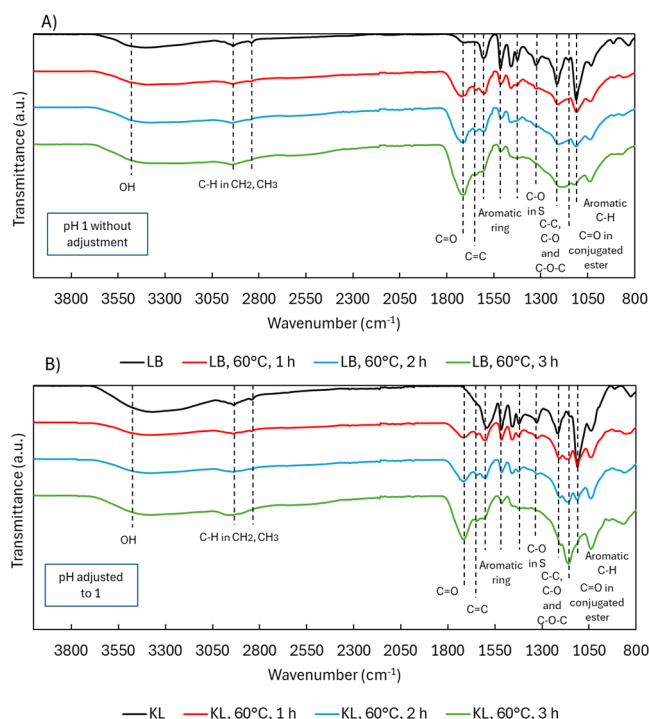 A)
Transmittance (a.u.)
OH
C-H in CH2, CH3
C=O
C=C
Aromatic
ring
C-O
in S
C-C,
C-O
and
C-O-C
Aromatic
C-H
C=O in
conjugated
ester
pH 1 without
adjustment
3800 3550 3300 3050 2800 2550 2300 2050 1800 1550 1300 1050 800
Wavenumber (cm-1)
LB LB, 60°C, 1 h LB, 60°C, 2 h LB, 60°C, 3 h
B)
Transmittance (a.u.)
OH
C-H in CH2, CH3
C=O
C=C
Aromatic
ring
C-O
in S
C-C,
C-O
and
C-O-C
Aromatic
C-H
C=O in
conjugated
ester
pH adjusted
to 1
3800 3550 3300 3050 2800 2550 2300 2050 1800 1550 1300 1050 800
Wavenumber (cm-1)
KL KL, 60°C, 1 h KL, 60°C, 2 h KL, 60°C, 3 h